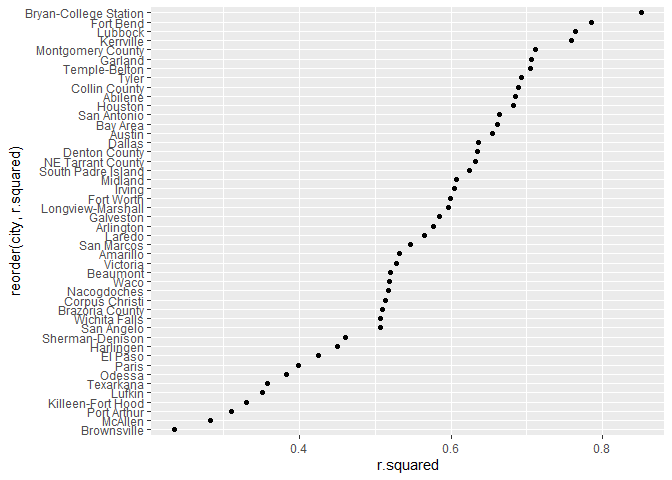 Bryan-College Station
Fort Bend
Lubbock
Kerrville
Montgomery County
Garland
Temple-Belton
Tyler
Collin County
Abilene
Houston
San Antonio
Bay Area
Austin
Dallas
Denton County
NE Tarrant County
South Padre Island
Midland
Irving
Fort Worth
Longview-Marshall
Galveston
Arlington
Laredo
San Marcos
Amarillo
Victoria
Beaumont
Waco
Nacogdoches
Corpus Christi
Brazoria County
Wichita Falls
San Angelo
Sherman-Denison
Harlingen
El Paso
Paris
Odessa
Texarkana
Lufkin
Killeen-Fort Hood
Port Arthur
McAllen
Brownsville
reorder(city, r.squared)
0.4 0.6 0.8
r.squared